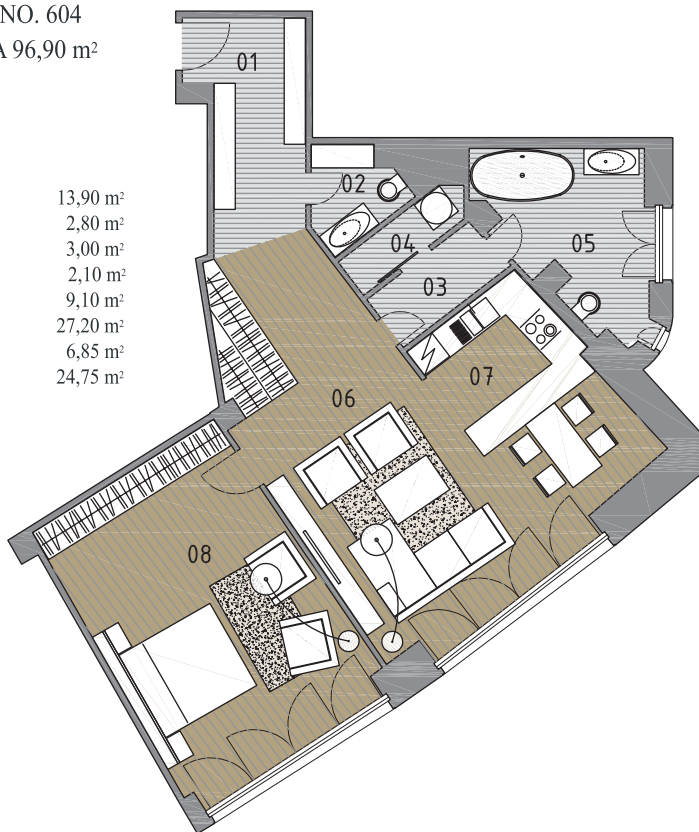 NO. 604
A 96,90 m²
13,90 m²
2,80 m²
3,00 m²
2,10 m²
9,10 m²
27,20 m²
6,85 m²
24,75 m²
01
02
04
05
03
07
06
08